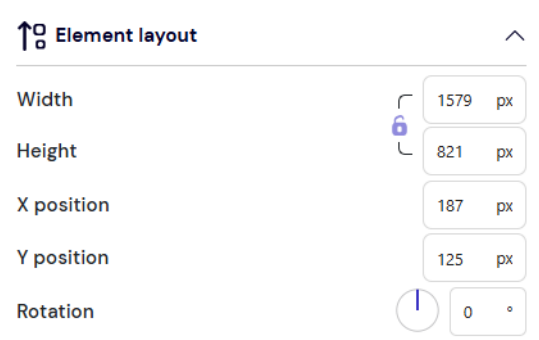 Element layout
Width 1579 px
Height 821 px
X position 187 px
Y position 125 px
Rotation 0 °